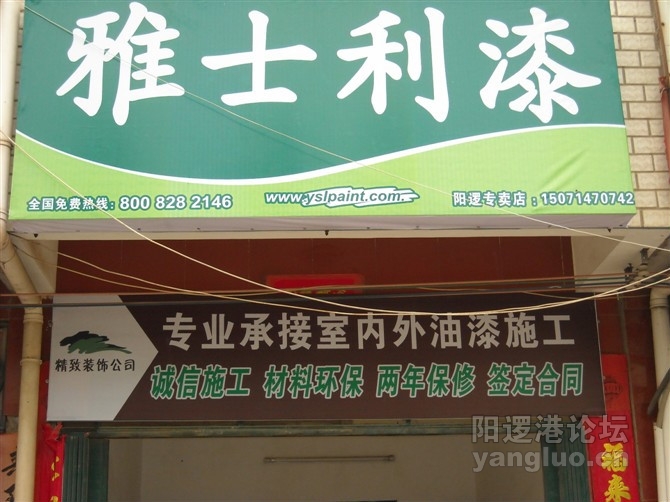 雅士利漆
全国免费热线：800 828 2146
www.yslpaint.com.
阳逻专卖店：15071470742
专业承接室内外油漆施工
精致装饰公司
诚信施工 材料环保 两年保修 签定合同
阳逻港论坛
yangluo.cn
福